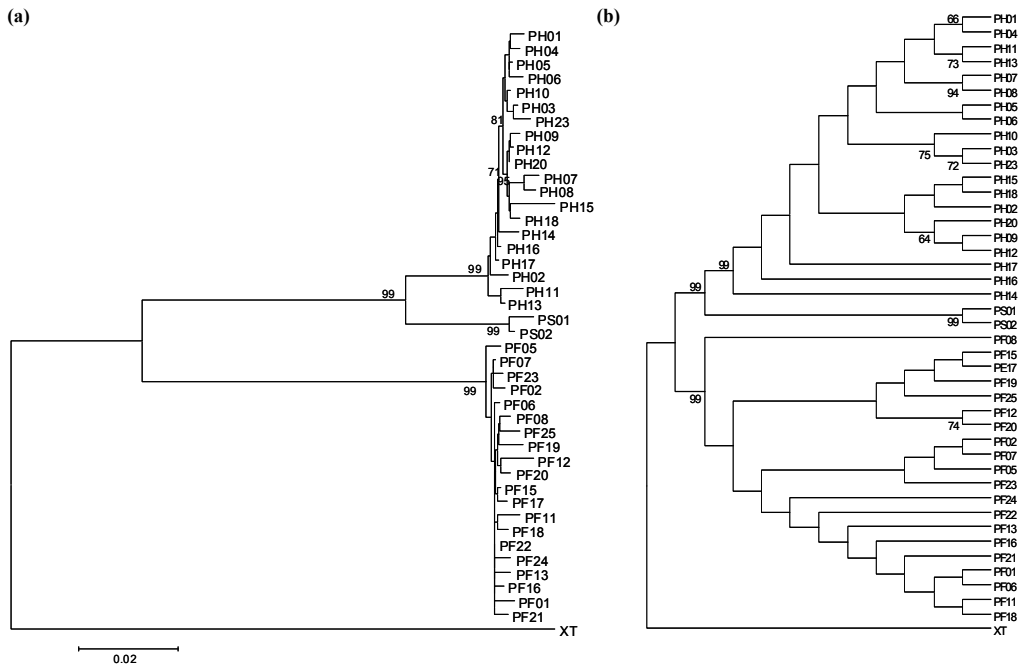 (a)
PH01
PH04
PH05
PH06
PH10
PH03
PH23
81
PH09
PH12
PH20
71
95
PH07
PH08
PH15
PH18
PH14
PH16
PH17
99
PH02
PH11
PH13
99
PS01
99
PS02
PF05
PF07
PF23
99
PF02
PF06
PF08
PF25
PF19
PF12
PF20
PF15
PF17
PF11
PF18
PF22
PF24
PF13
PF16
PF01
PF21
XT
0.02
(b)
66
PH01
PH04
PH11
73
PH13
PH07
94
PH08
PH05
PH06
PH10
75
PH03
72
PH23
PH15
PH18
PH02
PH20
64
PH09
PH12
99
PH17
PH16
99
PH14
PS01
99
PS02
PF08
PF15
PE17
PF19
99
PF25
PF12
74
PF20
PF02
PF07
PF05
PF23
PF24
PF22
PF13
PF16
PF21
PF01
PF06
PF11
PF18
XT